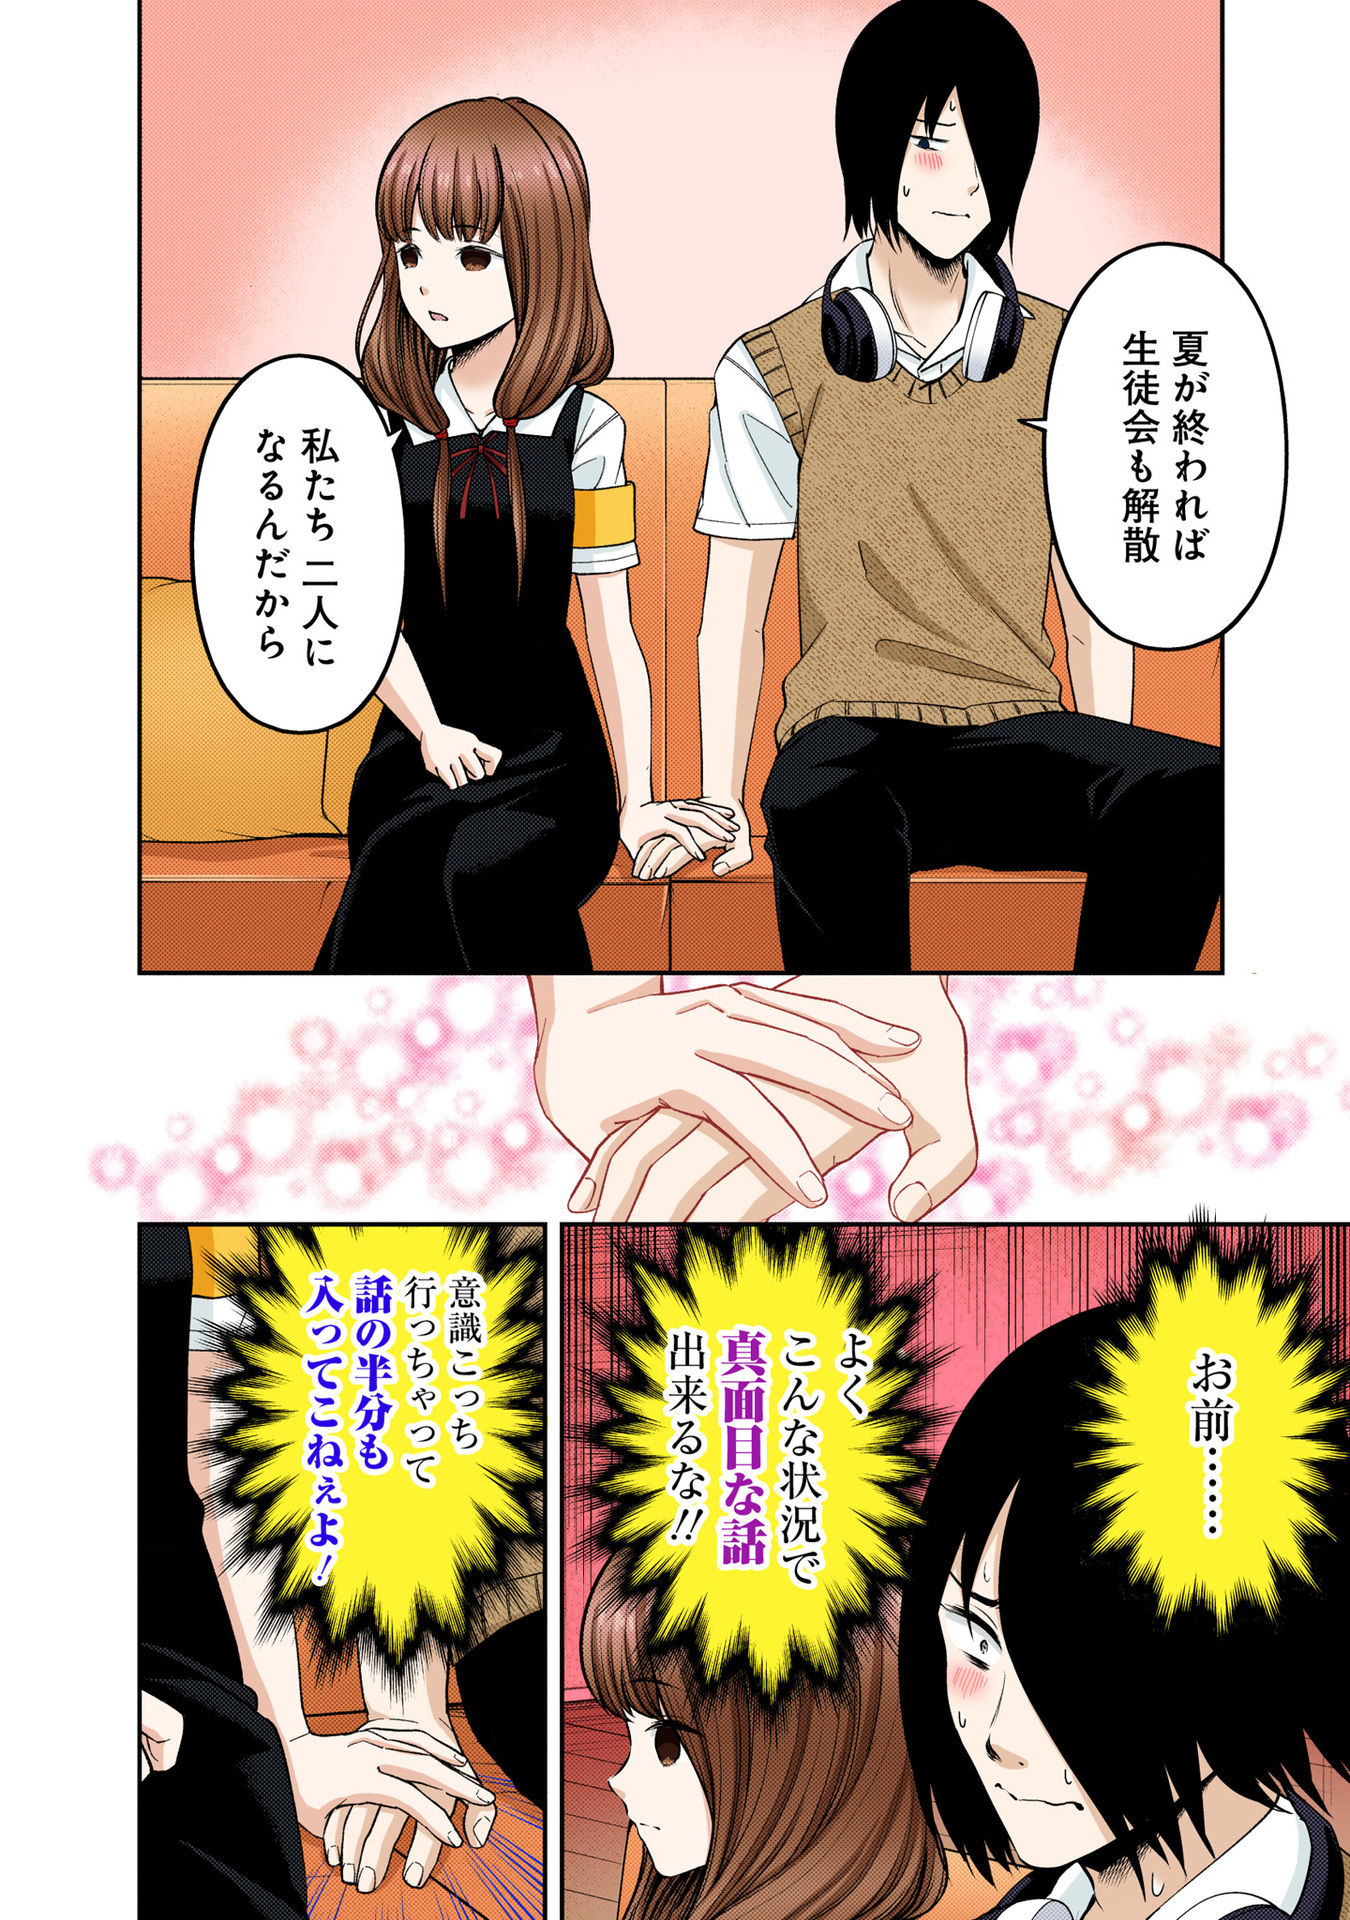 夏が終われば
生徒会も解散
私たち 二人に
なるんだから
お前……
よく
こんな状況で
真面目な話
出来るな!!
意識こっち
行っちゃって
話の半分も
入ってこねぇよ!